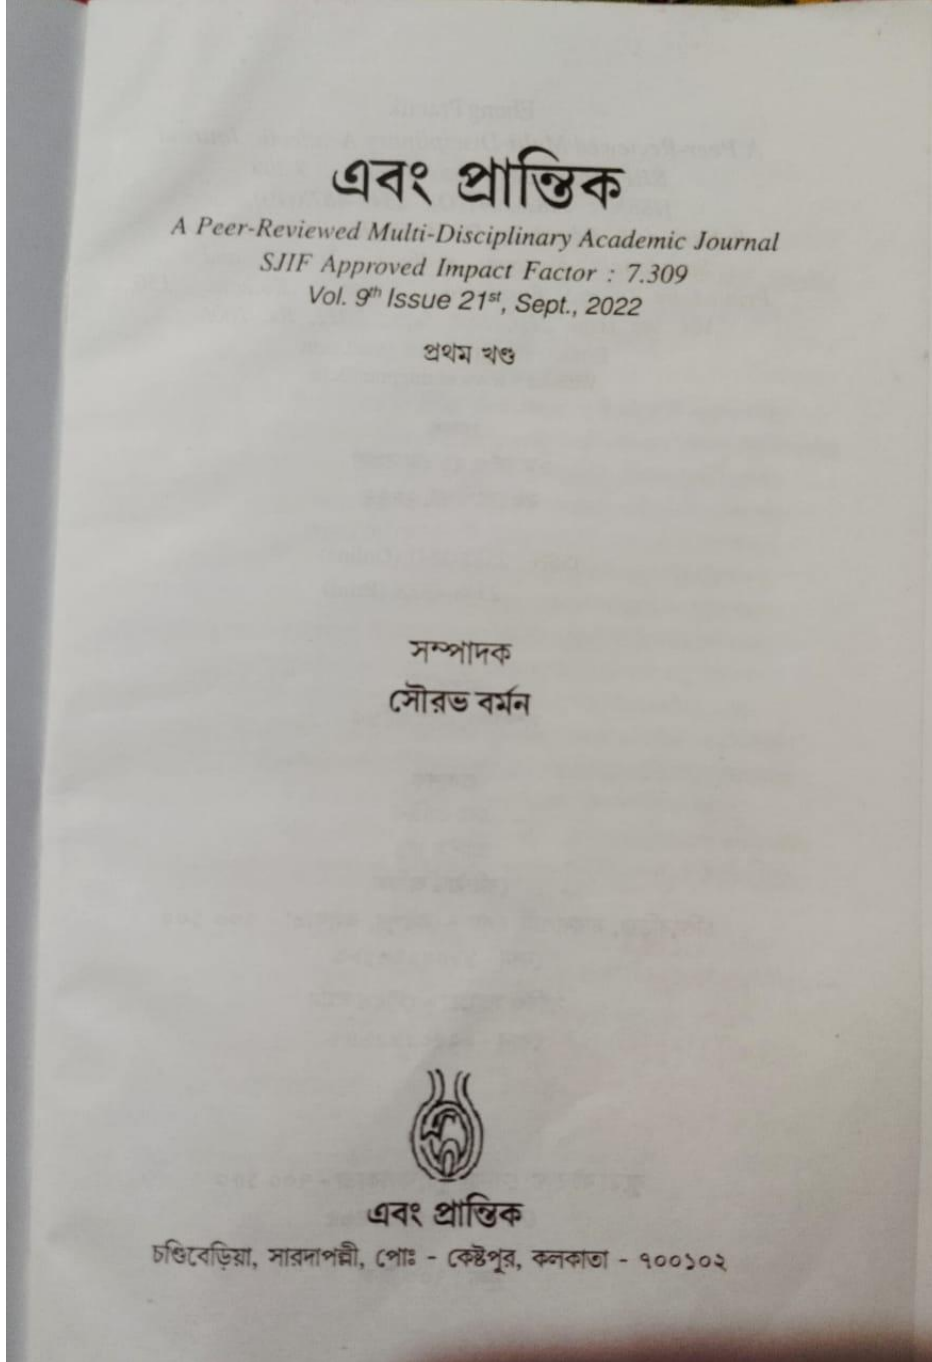 এবং প্রান্তিক
A Peer-Reviewed Multi-Disciplinary Academic Journal
SJIF Approved Impact Factor : 7.309
Vol. 9th Issue 21st, Sept., 2022
প্রথম খণ্ড
সম্পাদক
সৌরভ বর্মন
এবং প্রান্তিক
চণ্ডিবেড়িয়া, সারদাপল্লী, পোঃ - কেষ্টপুর, কলকাতা - ৭০০১০২